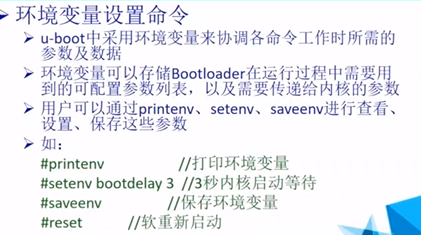 环境变量设置命令
u-boot中采用环境变量来协调各命令工作时所需的
参数及数据
环境变量可以存储Bootloader在运行过程中需要用
到的可配置参数列表，以及需要传递给内核的参数
用户可以通过printenv、setenv、saveenv进行查看、
设置、保存这些参数
如：
#printenv //打印环境变量
#setenv bootdelay 3 //3秒内核启动等待
#saveenv //保存环境变量
#reset //软重新启动